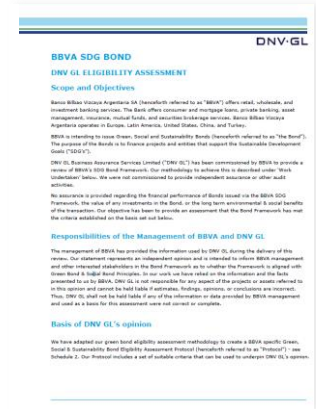 DNV·GL
BBVA SDG BOND
DNV GL ELIGIBILITY ASSESSMENT
Scope and Objectives
Banco Bilbao Vizcaya Argentaria SA (henceforth referred to as "BBVA") offers retail, wholesale, and
investment banking services. The Bank offers consumer and mortgage loans, private banking, asset
management, insurance, mutual funds, and securities brokerage services. Banco Bilbao Vizcaya
Argentaria operates in Europe, Latin America, United States, China, and Turkey.
BBVA is intending to issue Green, Social and Sustainability Bonds (henceforth referred to as "the Bond").
The purpose of the Bonds is to finance projects and entities that support the Sustainable Development
Goals ("SDG's").
DNV GL Business Assurance Services Limited ("DNV GL") has been commissioned by BBVA to provide a
review of BBVA's SDG Bond Framework. Our methodology to achieve this is described under 'Work
Undertaken' below. We were not commissioned to provide independent assurance or other audit
activities.
No assurance is provided regarding the financial performance of Bonds issued via the BBVA SDG
Framework, the value of any investments in the Bond, or the long term environmental & social benefits
of the transaction. Our objective has been to provide an assessment that the Bond Framework has met
the criteria established on the basis set out below.
Responsibilities of the Management of BBVA and DNV GL
The management of BBVA has provided the information used by DNV GL during the delivery of this
review. Our statement represents an independent opinion and is intended to inform BBVA management
and other interested stakeholders in the Bond Framework as to whether the Framework is aligned with
Green Bond & Social Bond Principles. In our work we have relied on the information and the facts
presented to us by BBVA. DNV GL is not responsible for any aspect of the projects or assets referred to
in this opinion and cannot be held liable if estimates, findings, opinions, or conclusions are incorrect.
Thus, DNV GL shall not be held liable if any of the information or data provided by BBVA management
and used as a basis for this assessment were not correct or complete.
Basis of DNV GL's opinion
We have adapted our green bond eligibility assessment methodology to create a BBVA specific Green,
Social & Sustainability Bond Eligibility Assessment Protocol (henceforth referred to as "Protocol") - see
Schedule 2. Our Protocol includes a set of suitable criteria that can be used to underpin DNV GL's opinion.